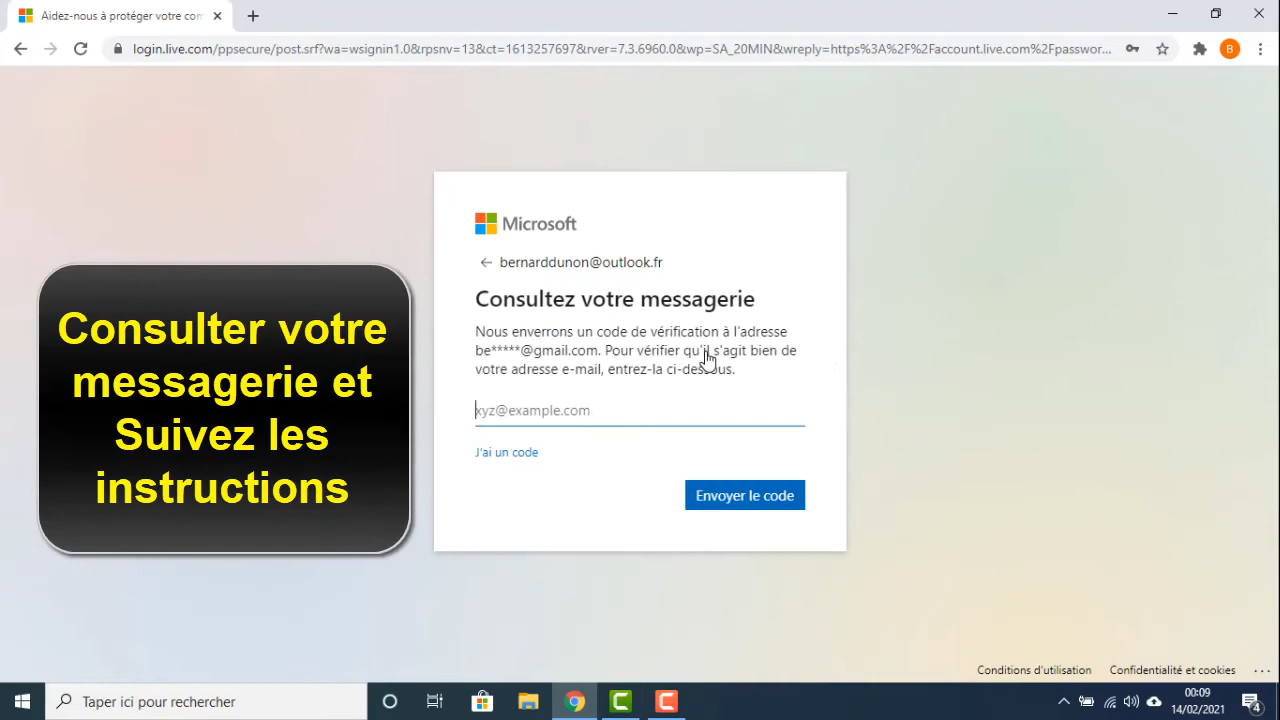 Aidez-nous à protéger votre com
login.live.com/ppsecure/post.srf?wa=wsignin1.0&rpsnv=13&ct=1613257697&rver=7.3.6960.0&wp=SA_20MIN&wreply=https%3A%2F%2Faccount.live.com%2Fpasswor...
B
Microsoft
bernarddunon@outlook.fr
Consultez votre messagerie
Nous enverrons un code de vérification à l'adresse
be*****@gmail.com. Pour vérifier qu'il s'agit bien de
votre adresse e-mail, entrez-la ci-dessous.
xyz@example.com
J'ai un code
Envoyer le code
Consulter votre
messagerie et
Suivez les
instructions
Conditions d'utilisation
Confidentialité et cookies
...
Taper ici pour rechercher
00:09
14/02/2021
4